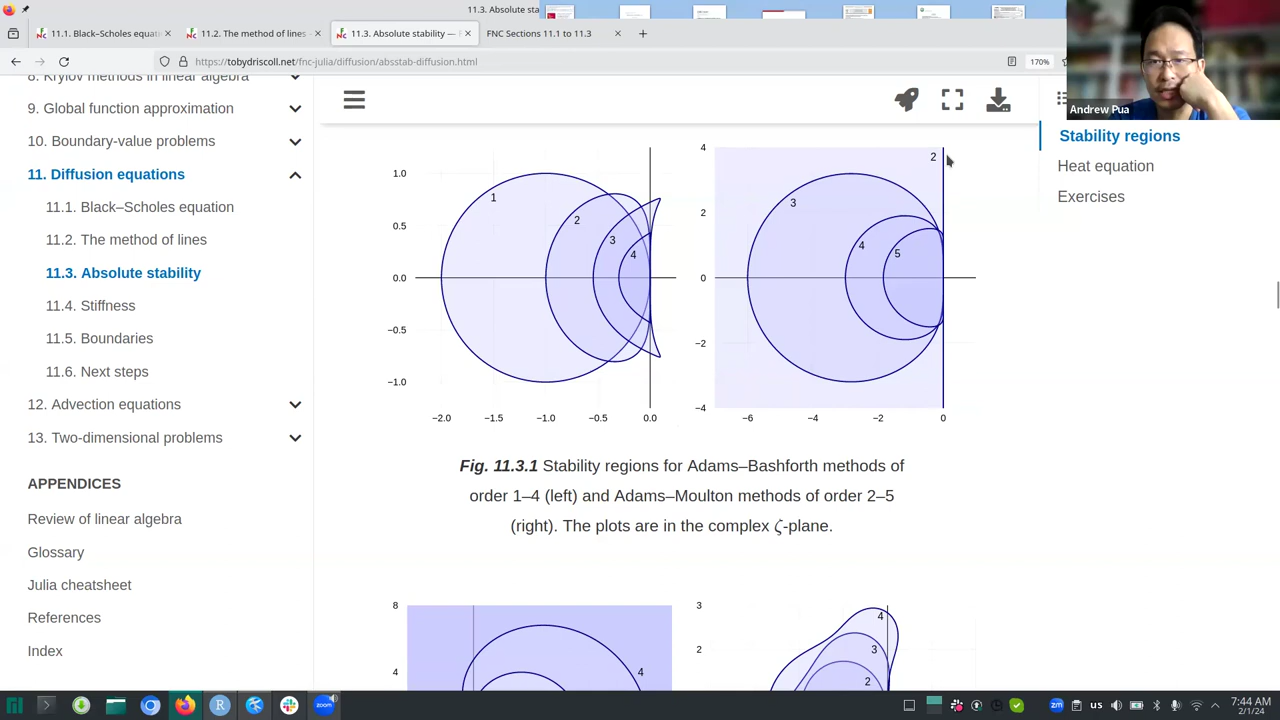 11.3. Absolute sta
11.1. Black–Scholes equati
11.2. The method of lines –
11.3. Absolute stability — F
FNC Sections 11.1 to 11.3
https://tobydriscoll.net/fnc-julia/diffusion/absstab-diffusion.html
170%
Andrew Pua
8. Krylov methods in linear algebra
9. Global function approximation
10. Boundary-value problems
11. Diffusion equations
11.1. Black–Scholes equation
11.2. The method of lines
11.3. Absolute stability
11.4. Stiffness
11.5. Boundaries
11.6. Next steps
12. Advection equations
13. Two-dimensional problems
APPENDICES
Review of linear algebra
Glossary
Julia cheatsheet
References
Index
Stability regions
Heat equation
Exercises
1.0
0.5
0.0
−0.5
−1.0
−2.0 −1.5 −1.0 −0.5 0.0
1
2
3
4
4
2
0
−2
−4
−6 −4 −2 0
2
3
4
5
Fig. 11.3.1 Stability regions for Adams–Bashforth methods of
order 1–4 (left) and Adams–Moulton methods of order 2–5
(right). The plots are in the complex ζ-plane.
8
4
4
3
2
4
3
2
zoom
zm
us
7:44 AM
2/1/24